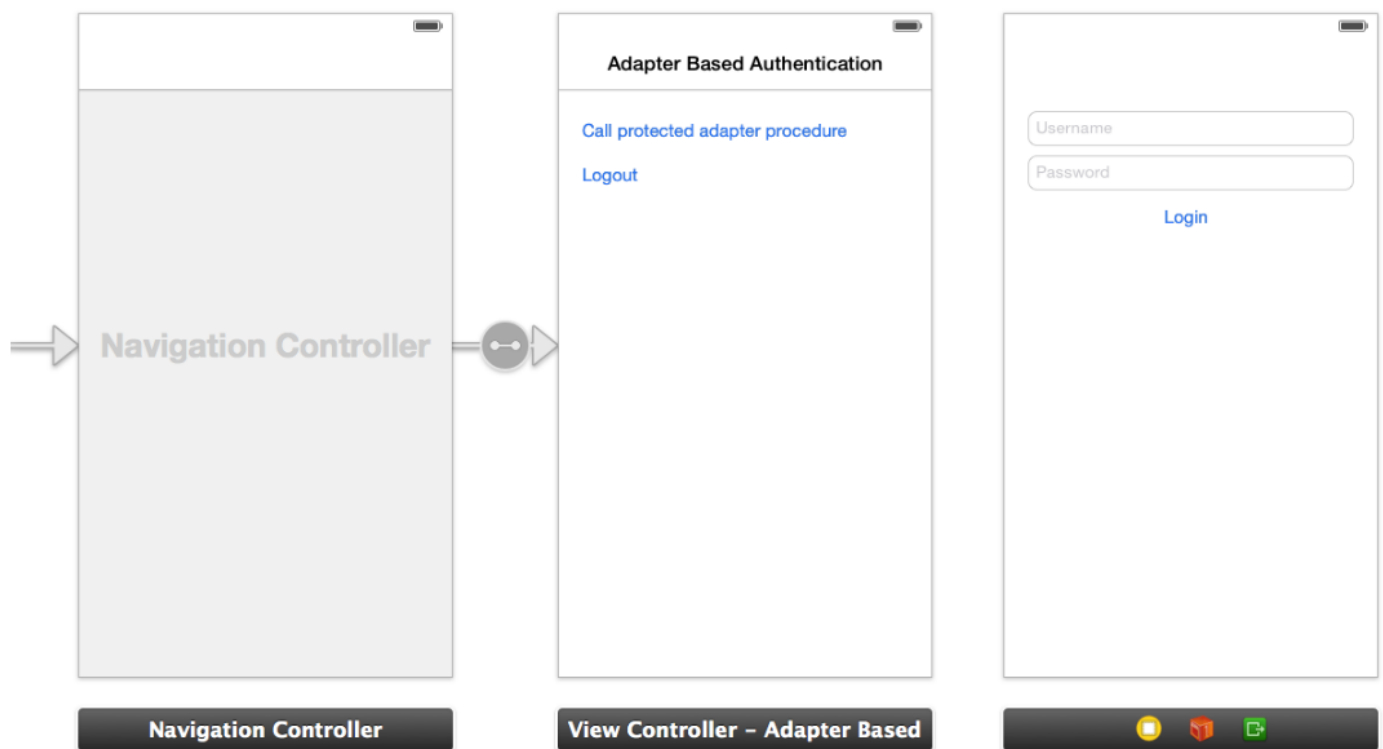 Adapter Based Authentication
Call protected adapter procedure
Logout
Username
Password
Login
Navigation Controller
Navigation Controller
View Controller – Adapter Based